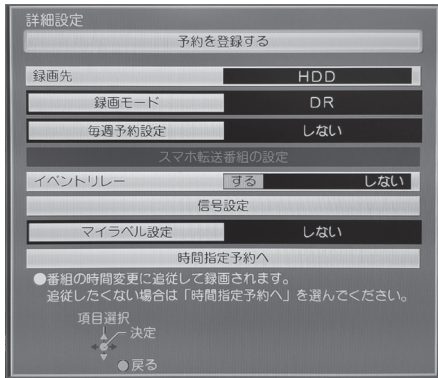 詳細設定
予約を登録する
録画先 HDD
録画モード DR
毎週予約設定 しない
スマホ転送番組の設定
イベントリレー する しない
信号設定
マイラベル設定 しない
時間指定予約へ
●番組の時間変更に追従して録画されます。
追従したくない場合は「時間指定予約へ」を選んでください。
項目選択
決定
戻る